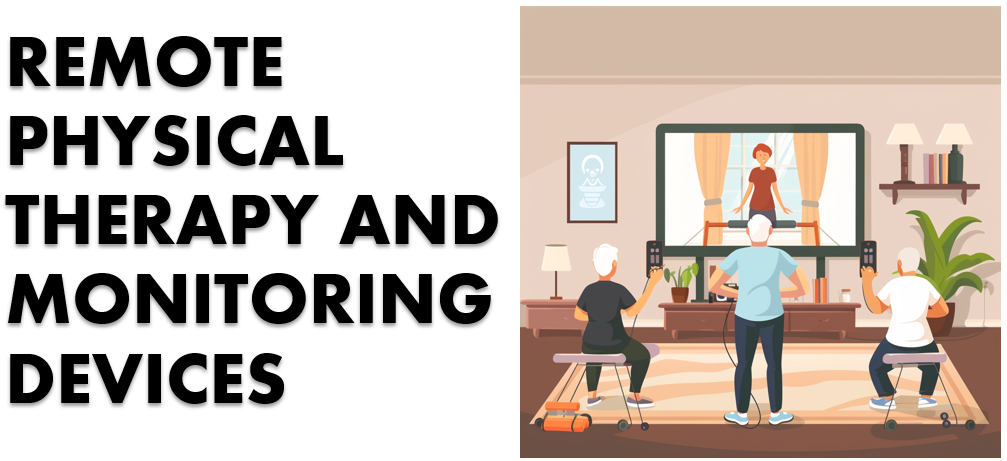 REMOTE
PHYSICAL
THERAPY AND
MONITORING
DEVICES